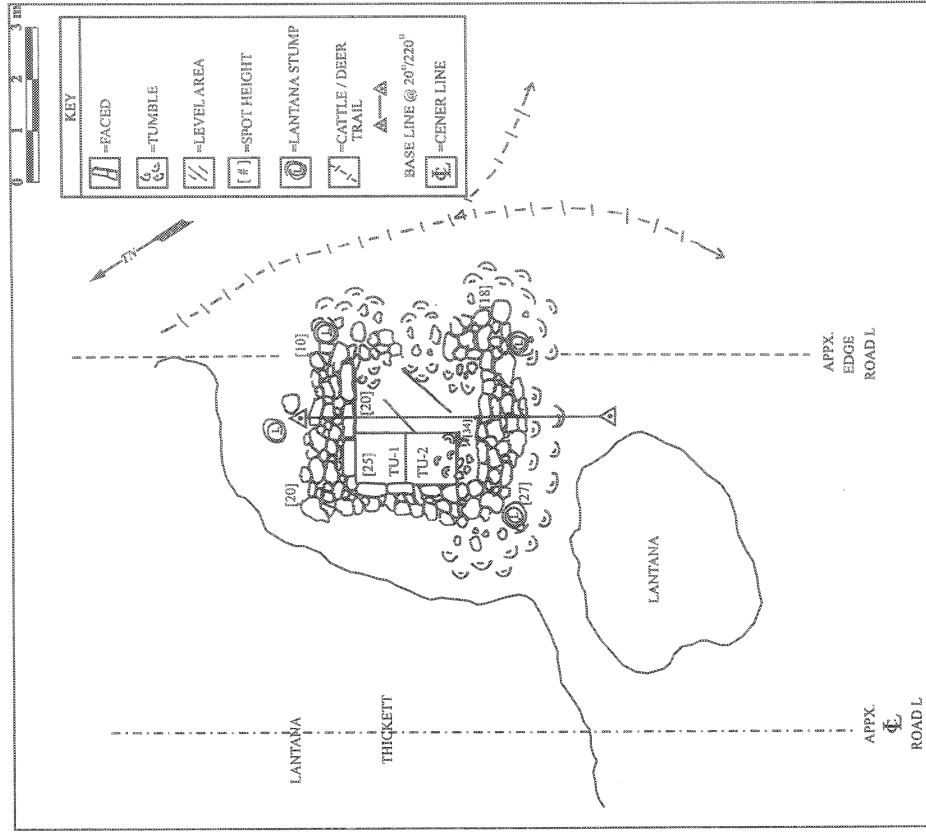 0 1 2 3 m
KEY
=FACED
=TUMBLE
=LEVEL AREA
[#] =SPOT HEIGHT
L =LANTANA STUMP
=CATTLE / DEER
TRAIL
BASE LINE @ 20°/220°
℄ =CENER LINE
TN
[10]
[18]
L
L
L
L
[20]
[20]
[25]
TU-1
TU-2
[34]
[27]
LANTANA
LANTANA
THICKETT
APPX.
EDGE
ROAD L
APPX.
℄
ROAD L